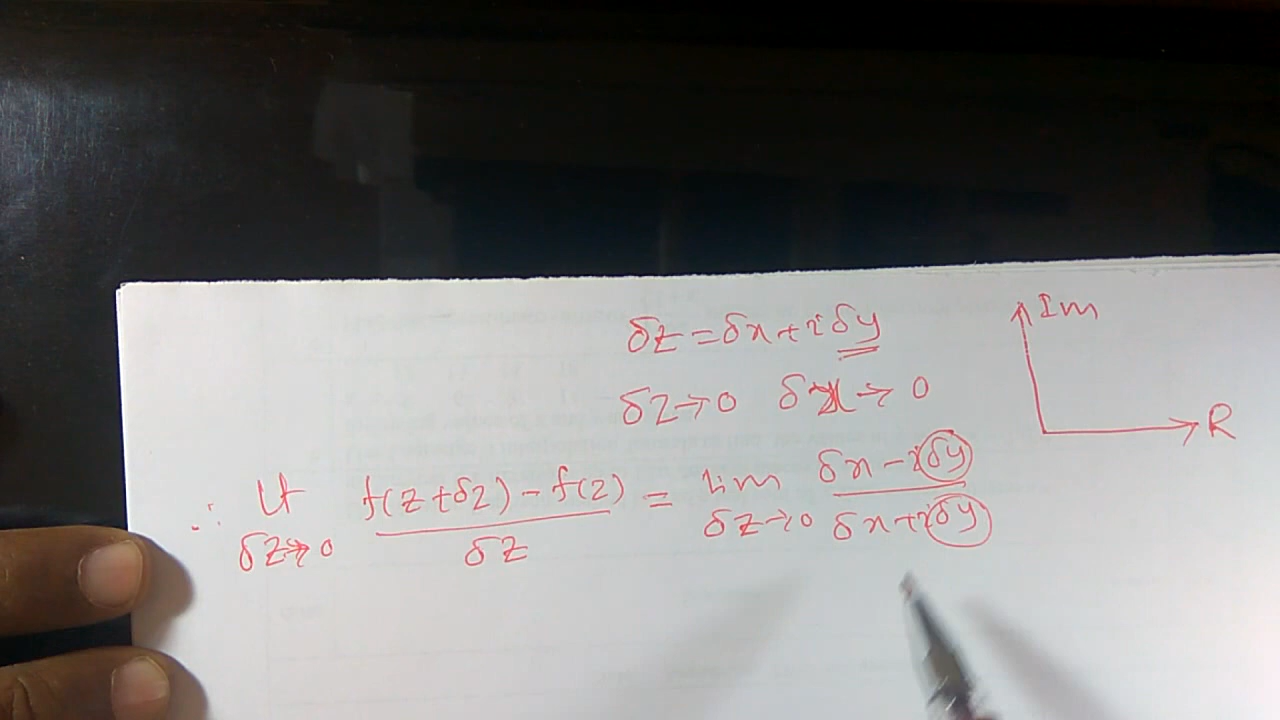 δz = δx + iδy
Im
δz → 0 δx → 0
R
∴ Lt δz→0 f(z+δz) - f(z) / δz = lim δz→0 δx - iδy / δx + iδy